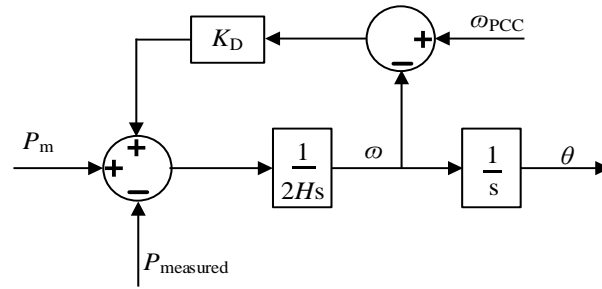 K_D
+
ω_PCC
−
P_m
+
+
−
1
2Hs
ω
1
s
θ
P_measured